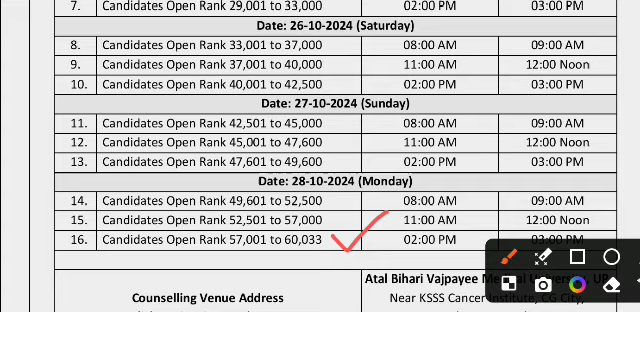 7. Candidates Open Rank 29,001 to 33,000 02:00 PM 03:00 PM
Date: 26-10-2024 (Saturday)
8. Candidates Open Rank 33,001 to 37,000 08:00 AM 09:00 AM
9. Candidates Open Rank 37,001 to 40,000 11:00 AM 12:00 Noon
10. Candidates Open Rank 40,001 to 42,500 02:00 PM 03:00 PM
Date: 27-10-2024 (Sunday)
11. Candidates Open Rank 42,501 to 45,000 08:00 AM 09:00 AM
12. Candidates Open Rank 45,001 to 47,600 11:00 AM 12:00 Noon
13. Candidates Open Rank 47,601 to 49,600 02:00 PM 03:00 PM
Date: 28-10-2024 (Monday)
14. Candidates Open Rank 49,601 to 52,500 08:00 AM 09:00 AM
15. Candidates Open Rank 52,501 to 57,000 11:00 AM 12:00 Noon
16. Candidates Open Rank 57,001 to 60,033 02:00 PM 03:00 PM
Atal Bihari Vajpayee Medical University, UP
Counselling Venue Address Near KSSS Cancer Institute, CG City,